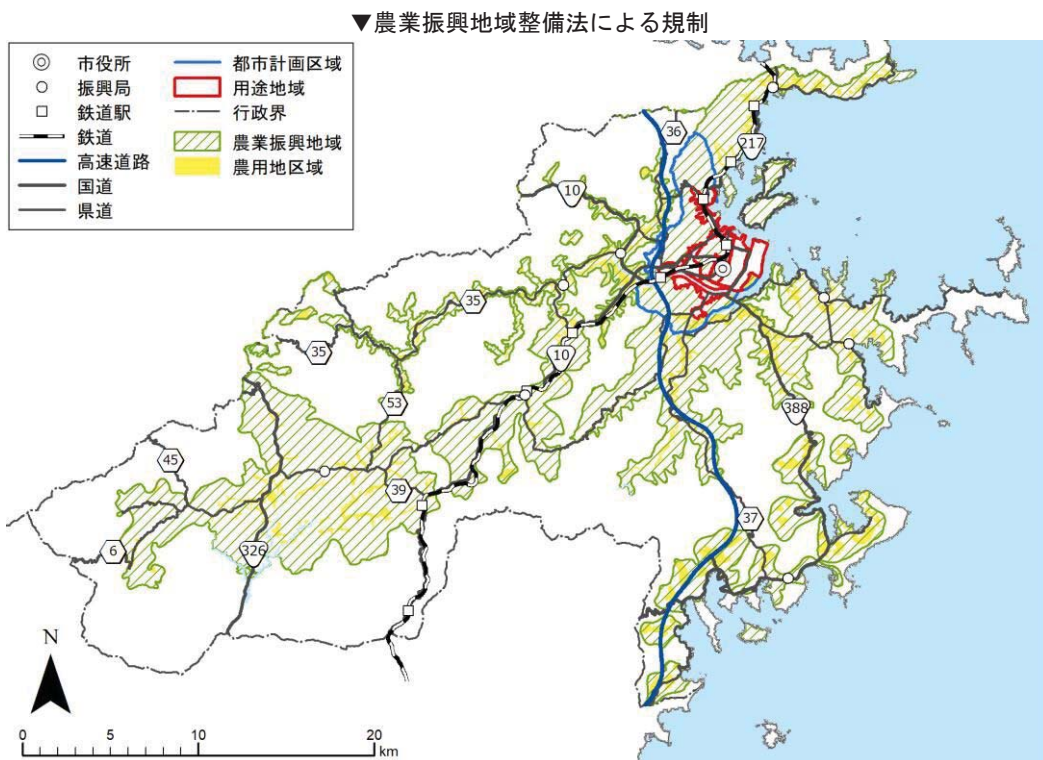 ▼農業振興地域整備法による規制
市役所
振興局
鉄道駅
鉄道
高速道路
国道
県道
都市計画区域
用途地域
行政界
農業振興地域
農用地区域
36
217
10
35
35
10
53
388
45
39
37
6
326
N
0 5 10 20
km